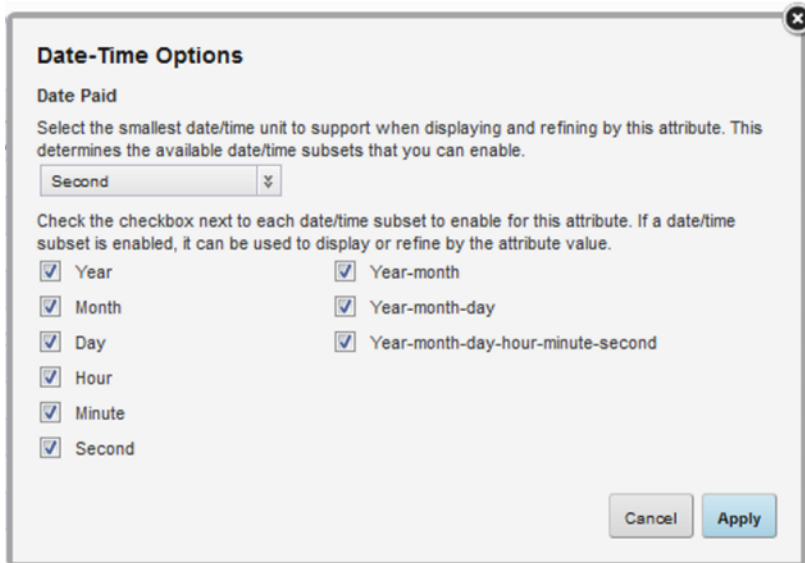 Date-Time Options
Date Paid
Select the smallest date/time unit to support when displaying and refining by this attribute. This
determines the available date/time subsets that you can enable.
Second
Check the checkbox next to each date/time subset to enable for this attribute. If a date/time
subset is enabled, it can be used to display or refine by the attribute value.
Year Year-month
Month Year-month-day
Day Year-month-day-hour-minute-second
Hour
Minute
Second
Cancel Apply